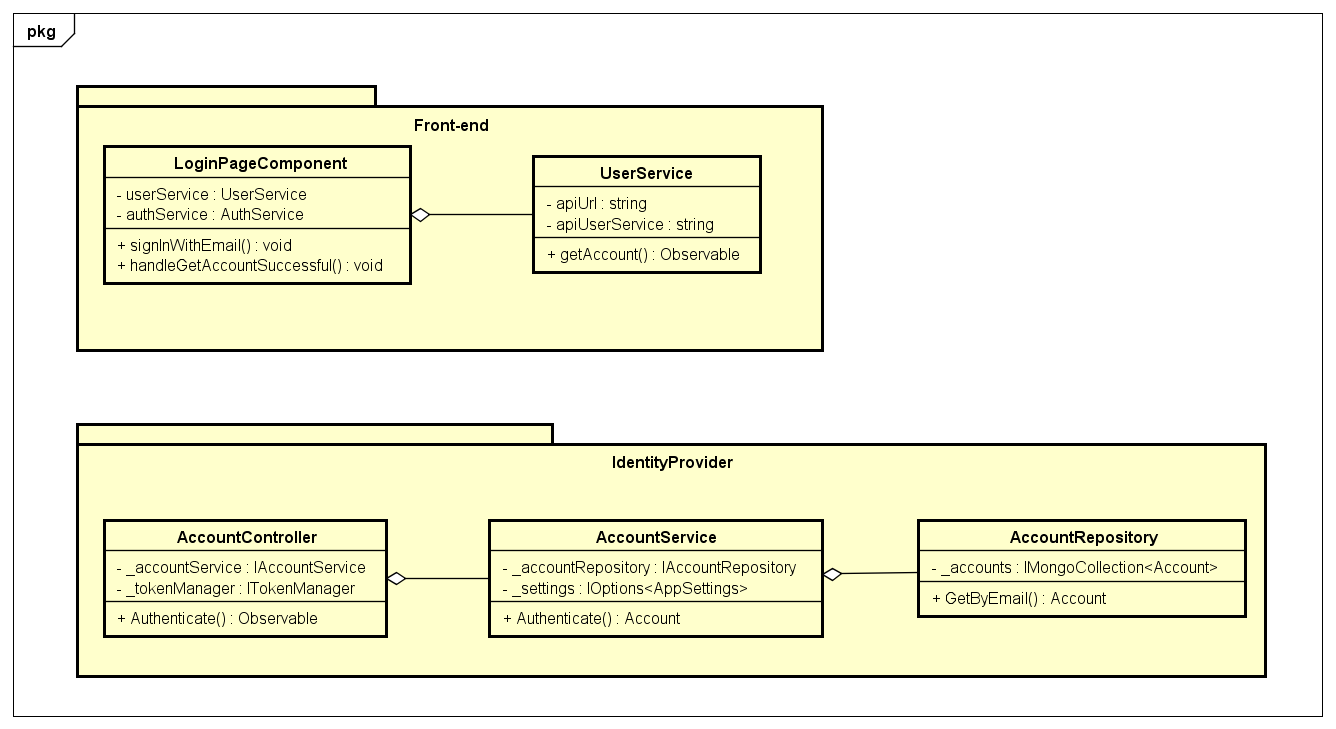 pkg
Front-end
LoginPageComponent
- userService : UserService
- authService : AuthService
+ signInWithEmail() : void
+ handleGetAccountSuccessful() : void
UserService
- apiUrl : string
- apiUserService : string
+ getAccount() : Observable
IdentityProvider
AccountController
- _accountService : IAccountService
- _tokenManager : ITokenManager
+ Authenticate() : Observable
AccountService
- _accountRepository : IAccountRepository
- _settings : IOptions<AppSettings>
+ Authenticate() : Account
AccountRepository
- _accounts : IMongoCollection<Account>
+ GetByEmail() : Account